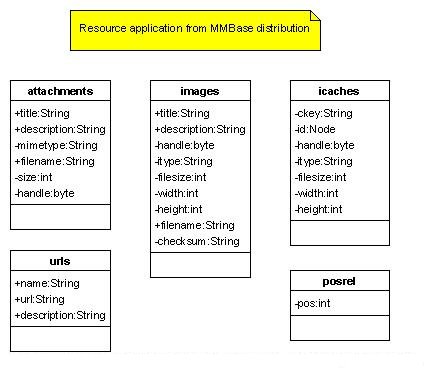 Resource application from MMBase distribution
attachments
+title:String
+description:String
-mimetype:String
+filename:String
-size:int
-handle:byte
images
+title:String
+description:String
-handle:byte
-itype:String
-filesize:int
-width:int
-height:int
+filename:String
-checksum:String
icaches
-ckey:String
-id:Node
-handle:byte
-itype:String
-filesize:int
-width:int
-height:int
urls
+name:String
+url:String
+description:String
posrel
-pos:int